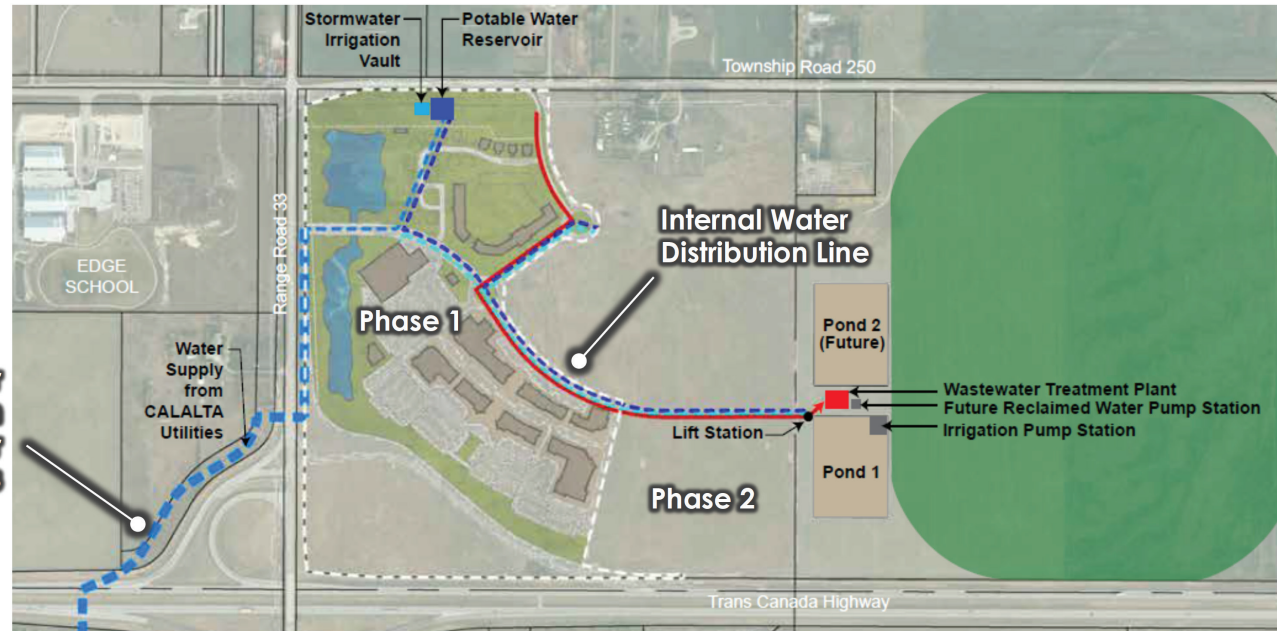 Stormwater
Irrigation
Vault
Potable Water
Reservoir
Township Road 250
EDGE
SCHOOL
Range Road 33
Internal Water
Distribution Line
Phase 1
Water
Supply
from
CALALTA
Utilities
Pond 2
(Future)
Wastewater Treatment Plant
Future Reclaimed Water Pump Station
Irrigation Pump Station
Lift Station
Pond 1
Phase 2
Trans Canada Highway